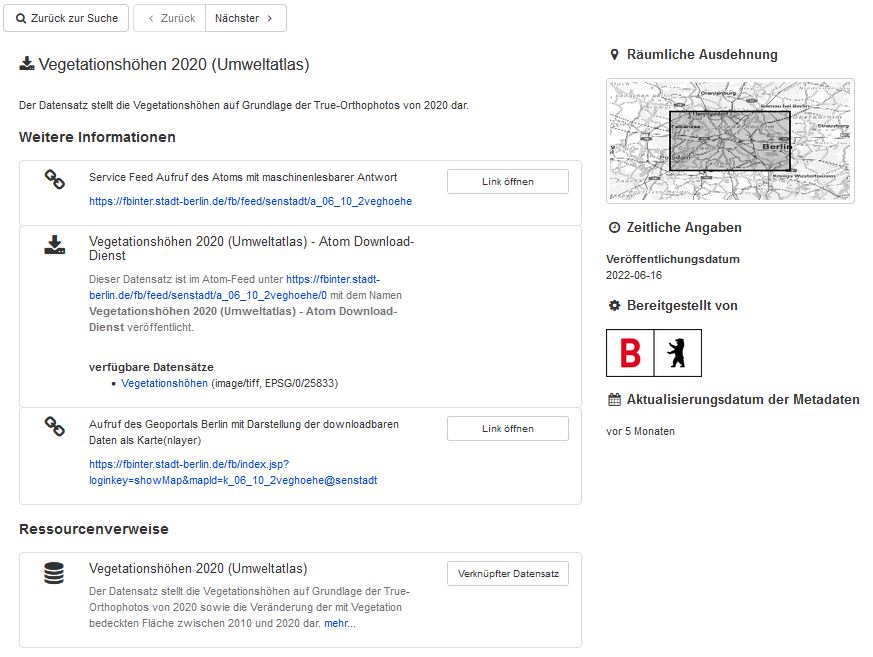 Zurück zur Suche
Zurück
Nächster
Vegetationshöhen 2020 (Umweltatlas)
Der Datensatz stellt die Vegetationshöhen auf Grundlage der True-Orthophotos von 2020 dar.
Weitere Informationen
Service Feed Aufruf des Atoms mit maschinenlesbarer Antwort
Link öffnen
https://fbinter.stadt-berlin.de/fb/feed/senstadt/a_06_10_2veghoehe
Vegetationshöhen 2020 (Umweltatlas) - Atom Download-
Dienst
Dieser Datensatz ist im Atom-Feed unter https://fbinter.stadt-
berlin.de/fb/feed/senstadt/a_06_10_2veghoehe/0 mit dem Namen
Vegetationshöhen 2020 (Umweltatlas) - Atom Download-
Dienst veröffentlicht.
verfügbare Datensätze
• Vegetationshöhen (image/tiff, EPSG/0/25833)
Aufruf des Geoportals Berlin mit Darstellung der downloadbaren
Daten als Karte(nlayer)
Link öffnen
https://fbinter.stadt-berlin.de/fb/index.jsp?
loginkey=showMap&mapId=k_06_10_2veghoehe@senstadt
Ressourcenverweise
Vegetationshöhen 2020 (Umweltatlas)
Verknüpfter Datensatz
Der Datensatz stellt die Vegetationshöhen auf Grundlage der True-
Orthophotos von 2020 sowie die Veränderung der mit Vegetation
bedeckten Fläche zwischen 2010 und 2020 dar. mehr...
Räumliche Ausdehnung
Oranienburg
Bernau bei Berlin
Hennigsdorf
Falkensee
Strausberg
Berlin
Potsdam
Königs Wusterhausen
Zeitliche Angaben
Veröffentlichungsdatum
2022-06-16
Bereitgestellt von
B
Aktualisierungsdatum der Metadaten
vor 5 Monaten